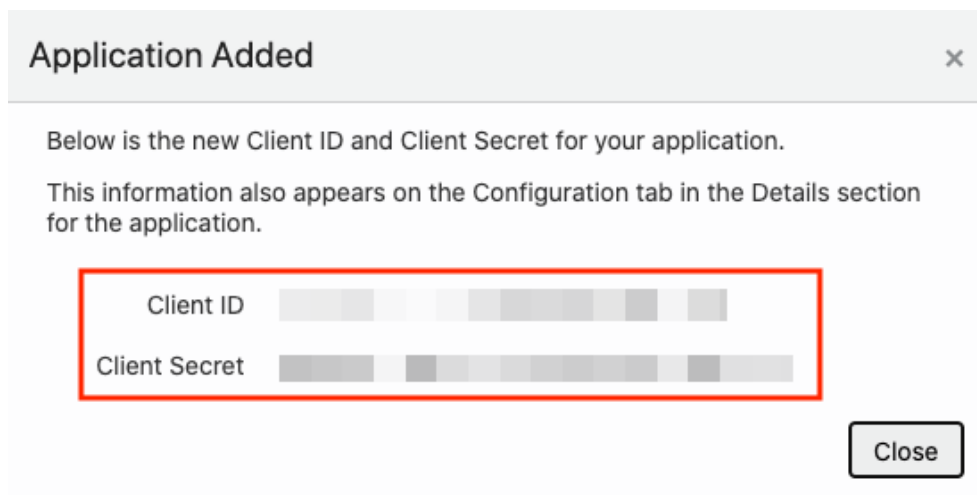 Application Added
×
Below is the new Client ID and Client Secret for your application.
This information also appears on the Configuration tab in the Details section
for the application.
Client ID
Client Secret
Close